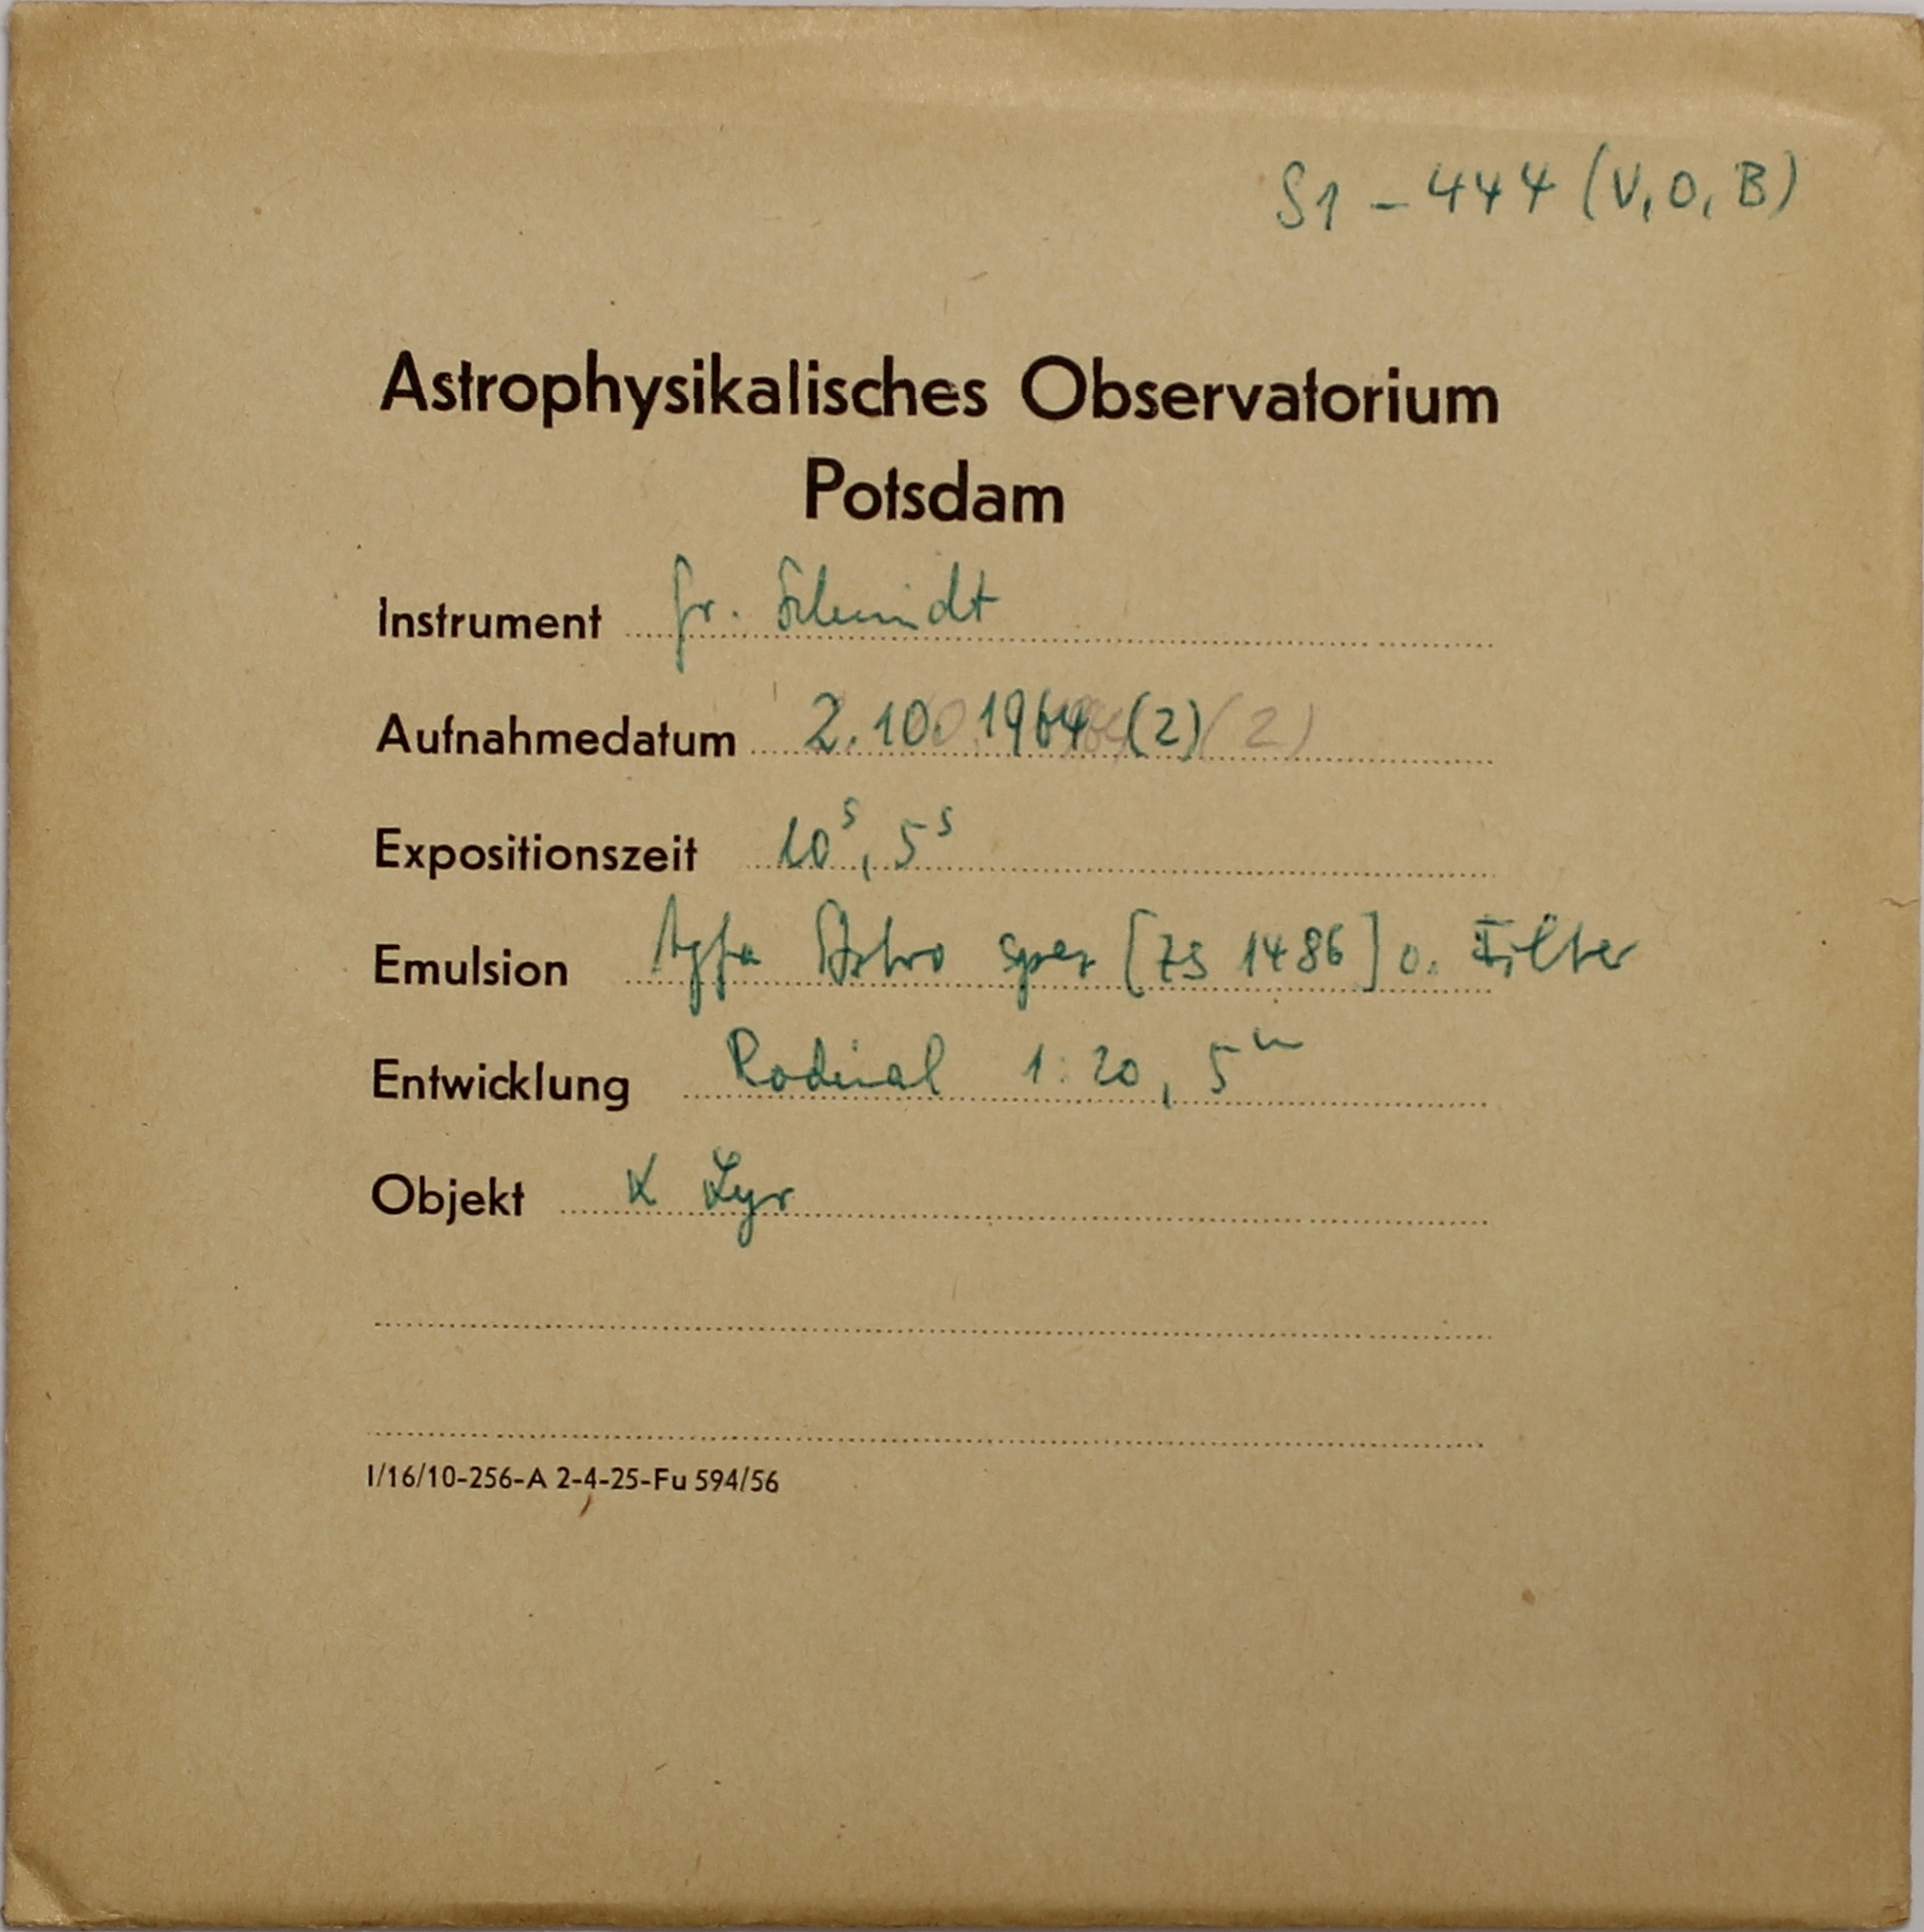 S1 – 444 (V, O, B)
Astrophysikalisches Observatorium
Potsdam
Instrument gr. Schmidt
Aufnahmedatum 2.10.1964 (2) (2)
Expositionszeit 10ˢ, 5ˢ
Emulsion Agfa Astro spez [ZS 1486] o. Filter
Entwicklung Rodinal 1:20, 5ᵐ
Objekt α Lyr
I/16/10-256-A 2-4-25-Fu 594/56